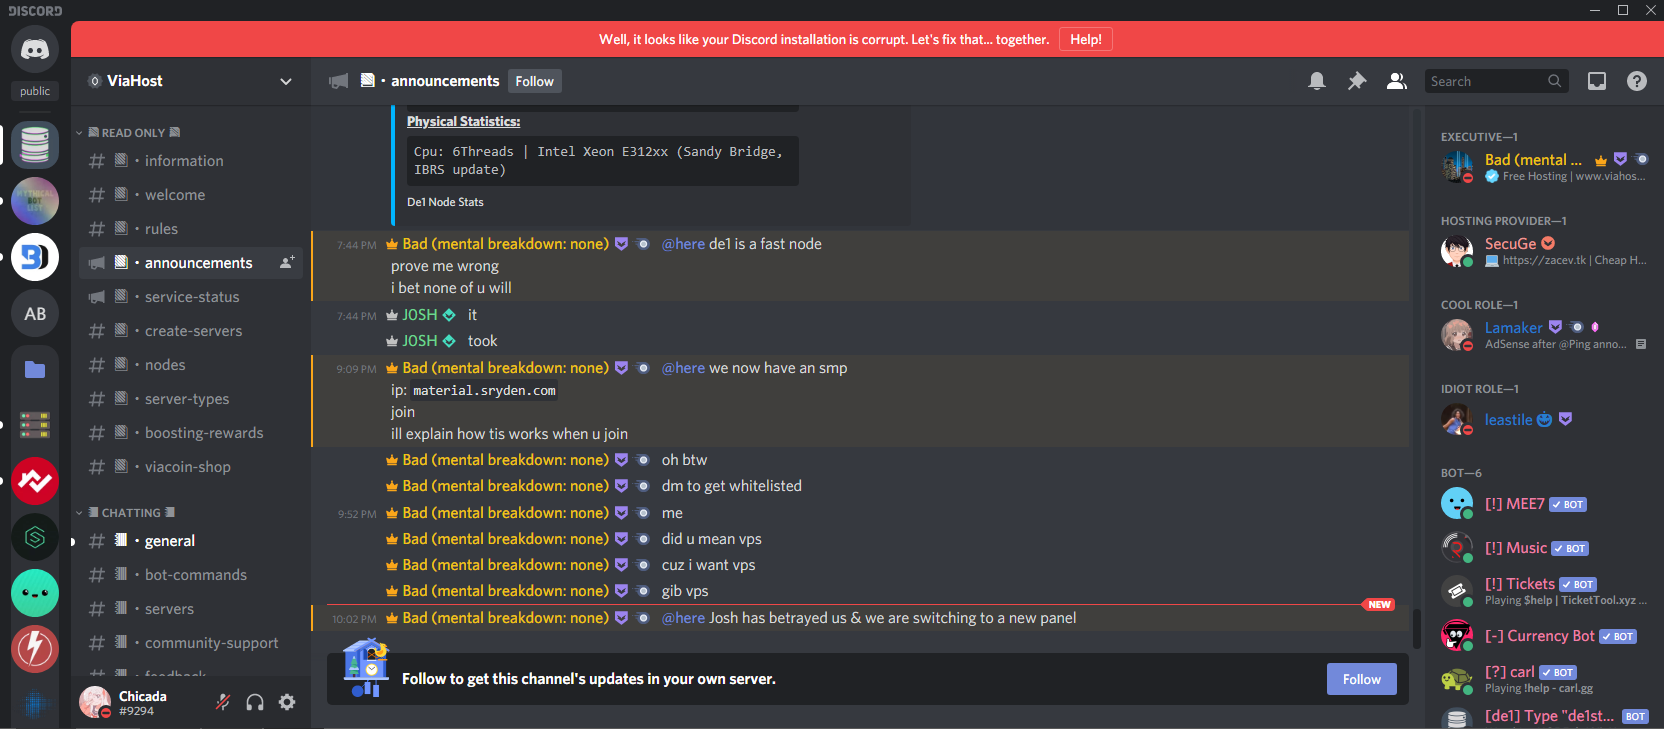 DISCORD
Well, it looks like your Discord installation is corrupt. Let's fix that... together.
Help!
public
MYTHICAL
BOT
AB
ViaHost
READ ONLY
information
welcome
rules
announcements
service-status
create-servers
nodes
server-types
boosting-rewards
viacoin-shop
CHATTING
general
bot-commands
servers
community-support
feedback
Chicada
#9294
announcements
Follow
Search
Physical Statistics:
Cpu: 6Threads | Intel Xeon E312xx (Sandy Bridge,
IBRS update)
De1 Node Stats
7:44 PM Bad (mental breakdown: none) @here de1 is a fast node
prove me wrong
i bet none of u will
7:44 PM JOSH it
JOSH took
9:09 PM Bad (mental breakdown: none) @here we now have an smp
ip: material.sryden.com
join
ill explain how tis works when u join
Bad (mental breakdown: none) oh btw
Bad (mental breakdown: none) dm to get whitelisted
9:52 PM Bad (mental breakdown: none) me
Bad (mental breakdown: none) did u mean vps
Bad (mental breakdown: none) cuz i want vps
Bad (mental breakdown: none) gib vps
NEW
10:02 PM Bad (mental breakdown: none) @here Josh has betrayed us & we are switching to a new panel
Follow to get this channel's updates in your own server.
Follow
EXECUTIVE—1
Bad (mental ...
Free Hosting | www.viahos...
HOSTING PROVIDER—1
SecuGe
https://zacev.tk | Cheap H...
COOL ROLE—1
Lamaker
AdSense after @Ping anno...
IDIOT ROLE—1
leastile
BOT—6
[!] MEE7 BOT
[!] Music BOT
[!] Tickets BOT
Playing $help | TicketTool.xyz ...
[-] Currency Bot BOT
[?] carl BOT
Playing !help - carl.gg
[de1] Type "de1st... BOT